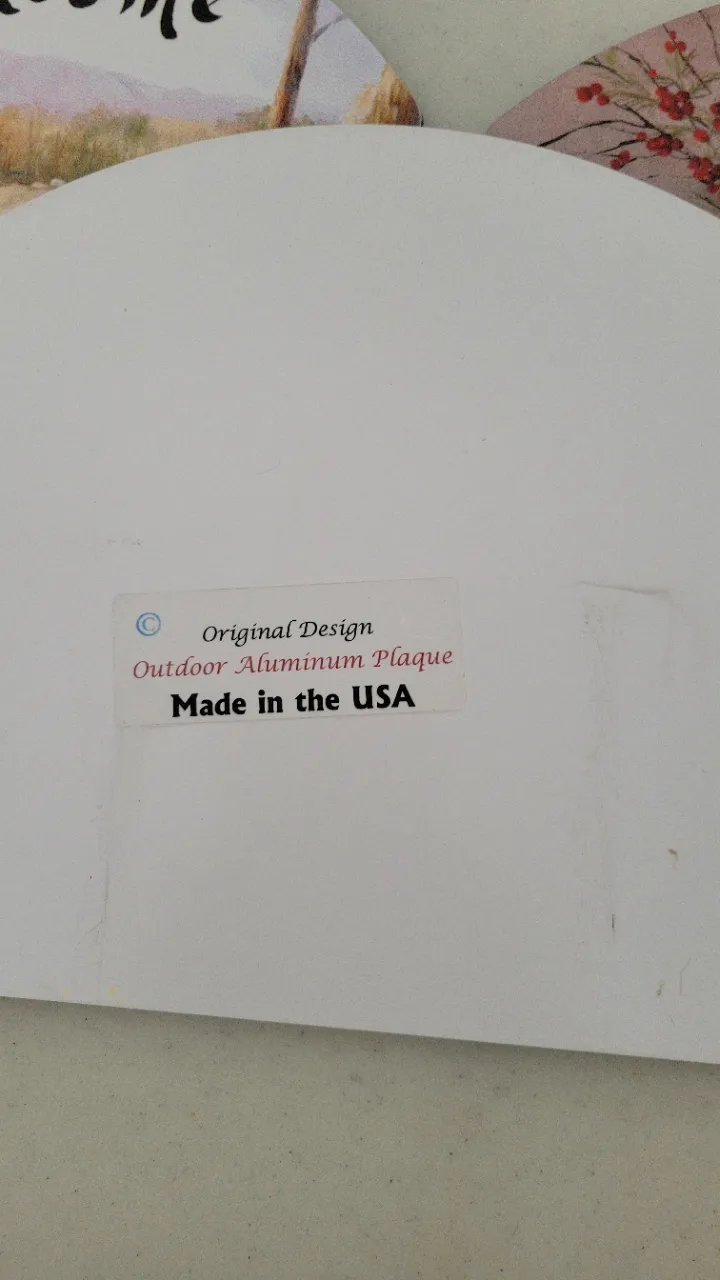 ©
Original Design
Outdoor Aluminum Plaque
Made in the USA